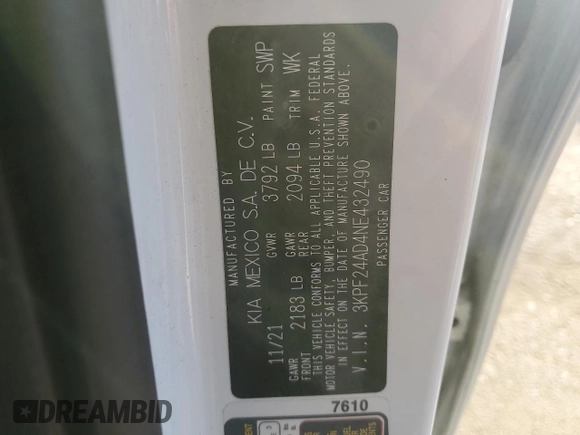 MANUFACTURED BY
KIA MEXICO S.A. DE C.V.
11/21 GVWR 3792 LB PAINT SWP
GAWR FRONT 2183 LB GAWR REAR 2094 LB TRIM WK
THIS VEHICLE CONFORMS TO ALL APPLICABLE U.S.A. FEDERAL
MOTOR VEHICLE SAFETY, BUMPER, AND THEFT PREVENTION STANDARDS
IN EFFECT ON THE DATE OF MANUFACTURE SHOWN ABOVE.
V.I.N. 3KPF24AD4NE432490
PASSENGER CAR
7610
DREAMBID